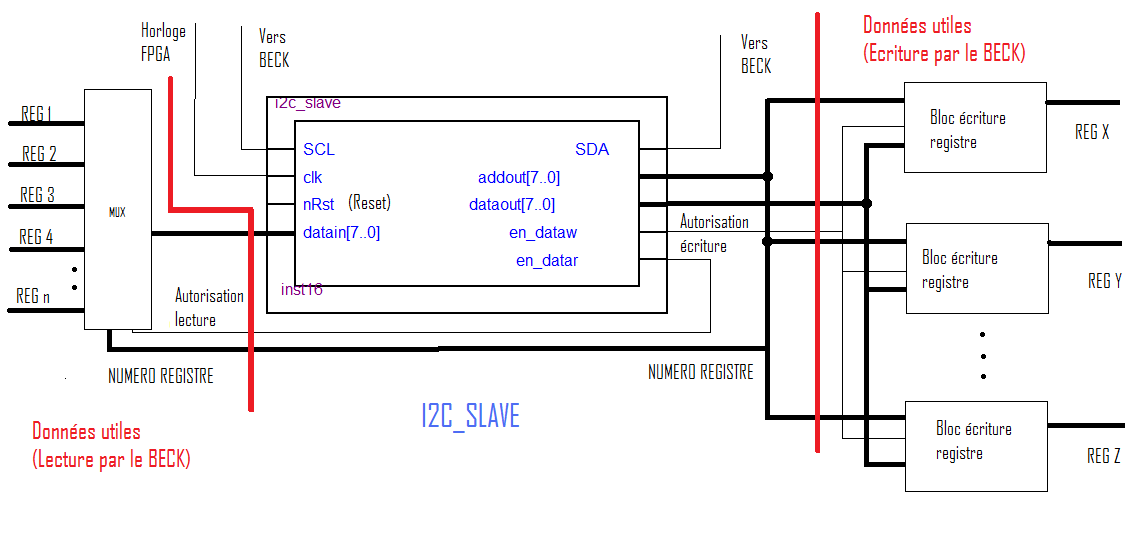 Horloge
FPGA
Vers
BECK
Vers
BECK
Données utiles
(Ecriture par le BECK)
REG 1
REG 2
REG 3
REG 4
REG n
MUX
i2c_slave
SCL
clk
nRst (Reset)
datain[7..0]
SDA
addout[7..0]
dataout[7..0]
en_dataw
en_datar
inst16
Autorisation
écriture
Autorisation
lecture
NUMERO REGISTRE
NUMERO REGISTRE
Bloc écriture
registre
REG X
Bloc écriture
registre
REG Y
Bloc écriture
registre
REG Z
I2C_SLAVE
Données utiles
(Lecture par le BECK)